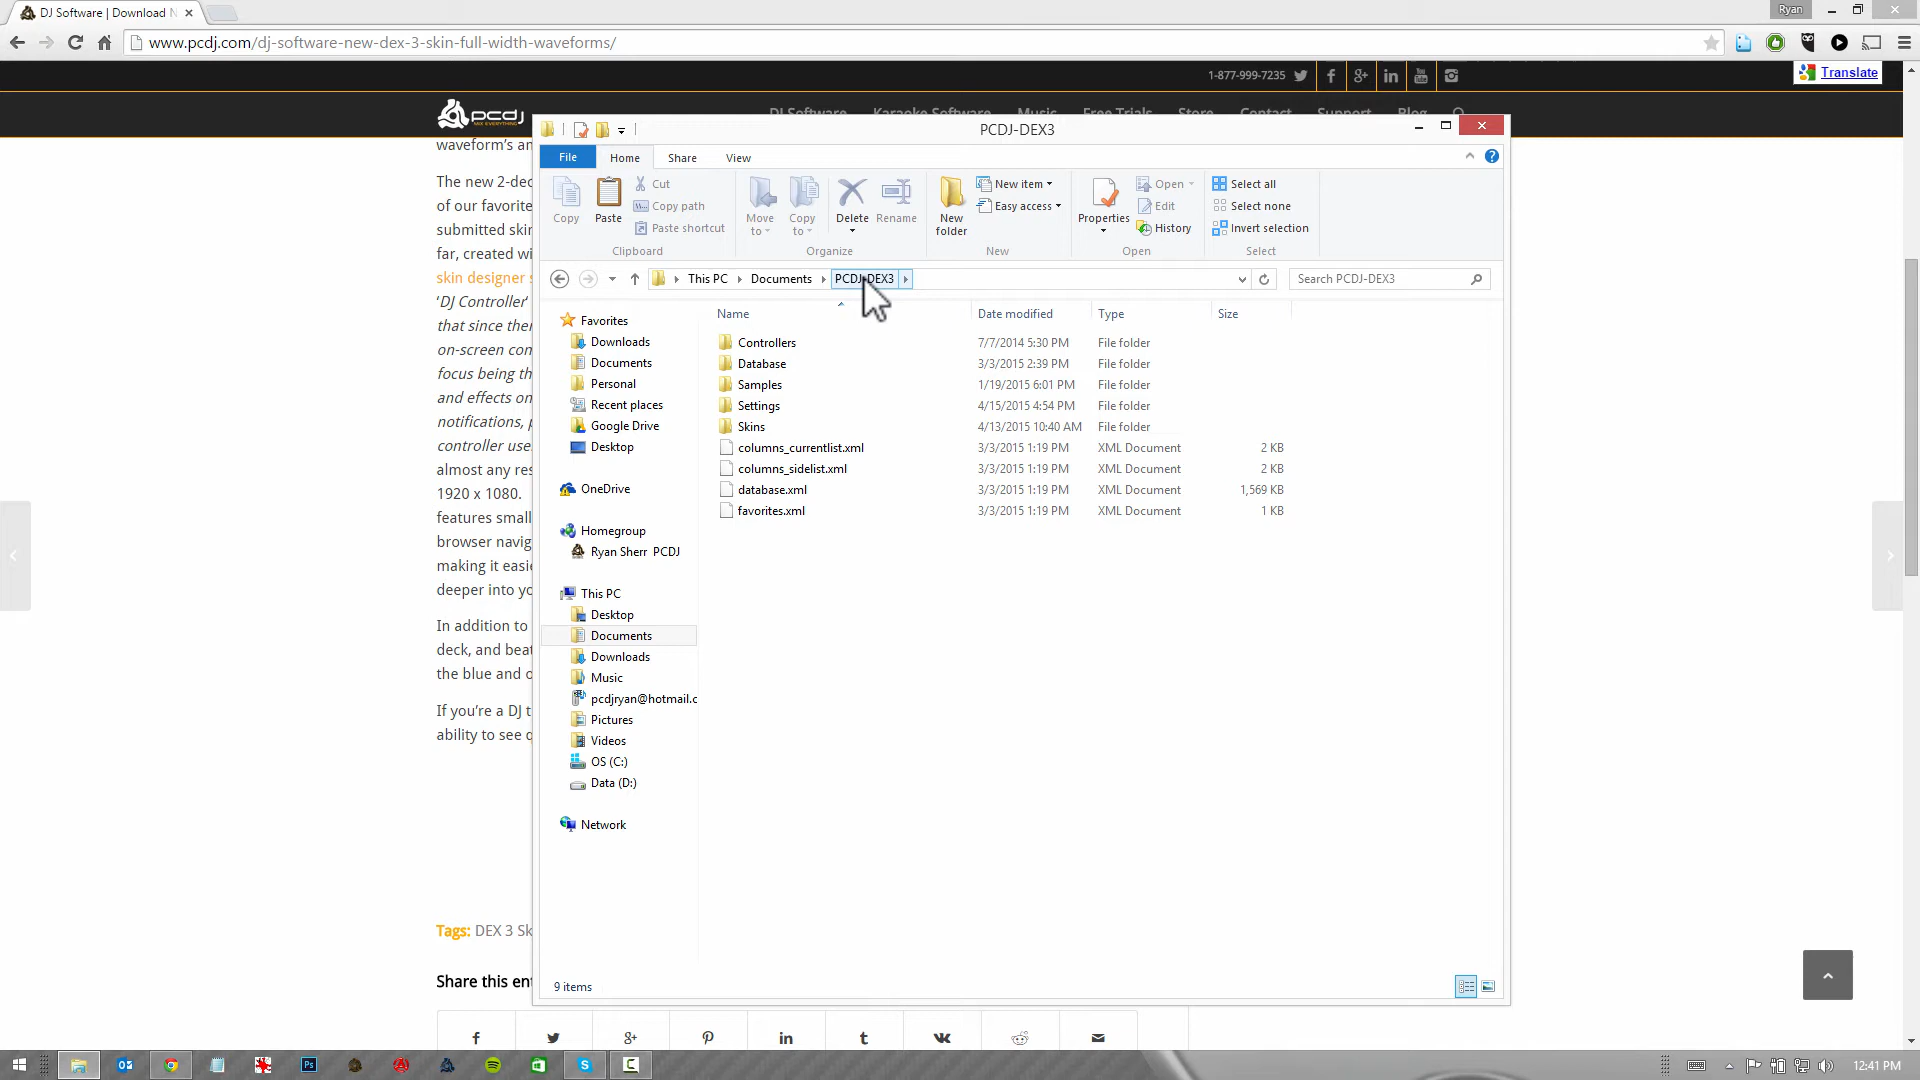 DJ Software | Download N
Ryan
www.pcdj.com/dj-software-new-dex-3-skin-full-width-waveforms/
1-877-999-7235
Translate
pcdj
DJ Software Karaoke Software Music Free Trials Store Contact Support Blog
waveform's an
The new 2-dec
of our favorite
submitted skin
far, created wi
skin designer s
'DJ Controller'
that since ther
on-screen con
focus being th
and effects on
notifications, p
controller use
almost any res
1920 x 1080.
features small
browser navig
making it easie
deeper into yo
In addition to
deck, and beat
the blue and o
If you're a DJ t
ability to see q
Tags: DEX 3 Sk
Share this ent
PCDJ-DEX3
File Home Share View
Copy
Paste
Cut
Copy path
Paste shortcut
Clipboard
Move to
Copy to
Delete
Rename
Organize
New folder
New item
Easy access
New
Properties
Open
Edit
History
Open
Select all
Select none
Invert selection
Select
This PC Documents PCDJ-DEX3
Search PCDJ-DEX3
Favorites
Downloads
Documents
Personal
Recent places
Google Drive
Desktop
OneDrive
Homegroup
Ryan Sherr PCDJ
This PC
Desktop
Documents
Downloads
Music
pcdjryan@hotmail.c
Pictures
Videos
OS (C:)
Data (D:)
Network
Name Date modified Type Size
Controllers 7/7/2014 5:30 PM File folder
Database 3/3/2015 2:39 PM File folder
Samples 1/19/2015 6:01 PM File folder
Settings 4/15/2015 4:54 PM File folder
Skins 4/13/2015 10:40 AM File folder
columns_currentlist.xml 3/3/2015 1:19 PM XML Document 2 KB
columns_sidelist.xml 3/3/2015 1:19 PM XML Document 2 KB
database.xml 3/3/2015 1:19 PM XML Document 1,569 KB
favorites.xml 3/3/2015 1:19 PM XML Document 1 KB
9 items
12:41 PM